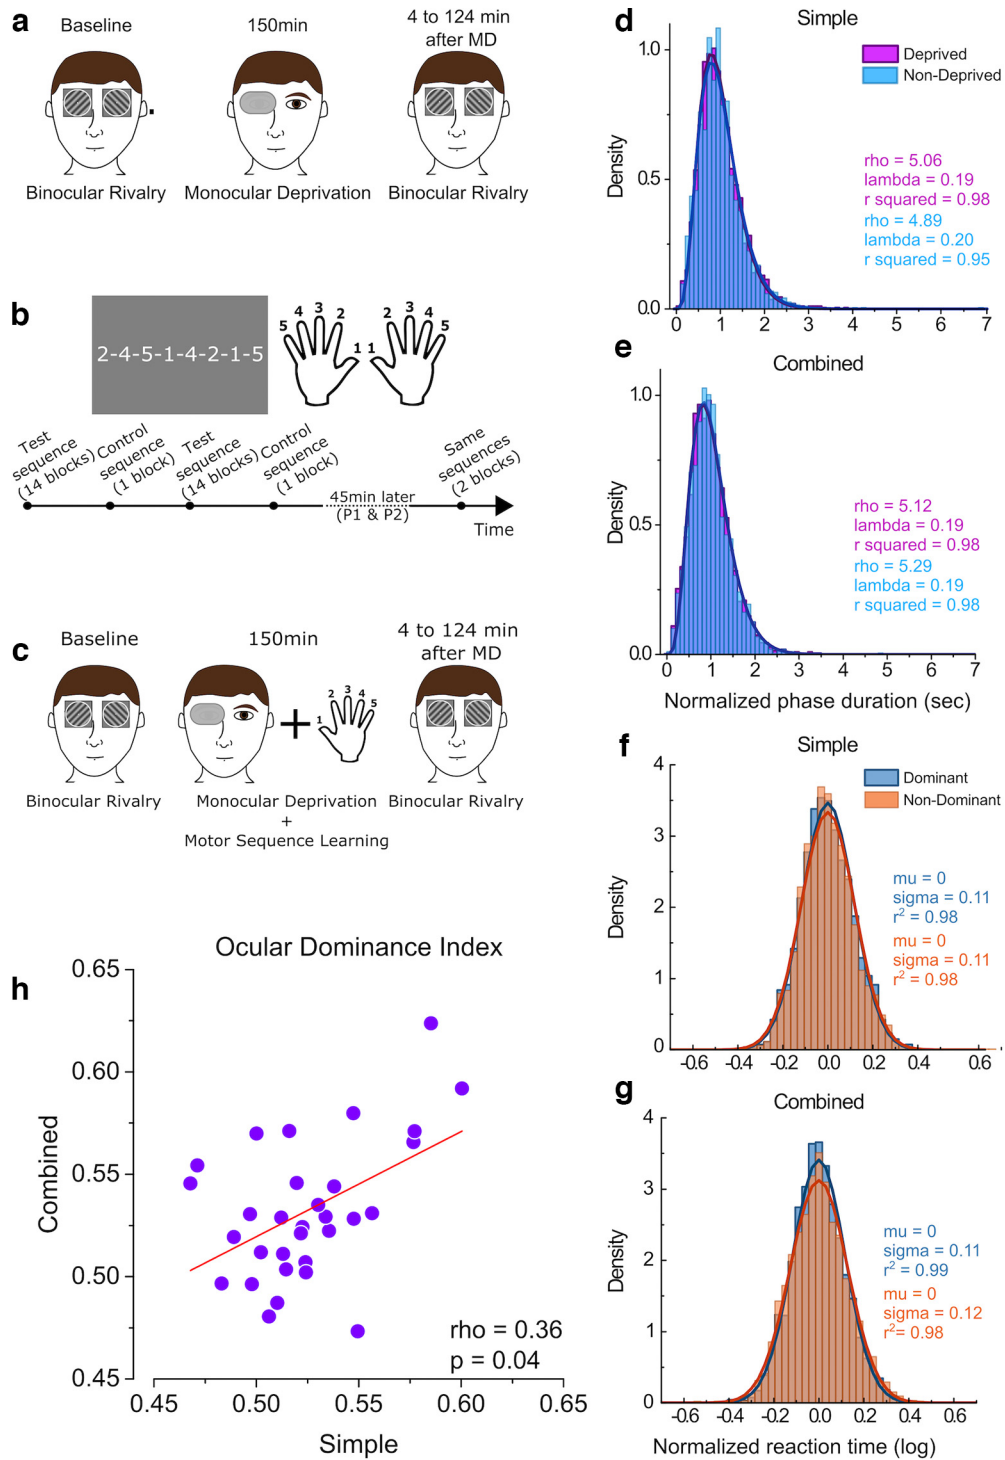 a
Baseline
150min
4 to 124 min
after MD
Binocular Rivalry
Monocular Deprivation
Binocular Rivalry
b
2-4-5-1-4-2-1-5
5 4 3 2 1
1 2 3 4 5
Test
sequence
(14 blocks)
Control
sequence
(1 block)
Test
sequence
(14 blocks)
Control
sequence
(1 block)
45min later
(P1 & P2)
Same
sequences
(2 blocks)
Time
c
Baseline
150min
4 to 124 min
after MD
+
1 2 3 4 5
Binocular Rivalry
Monocular Deprivation
+
Motor Sequence Learning
Binocular Rivalry
d
Simple
Deprived
Non-Deprived
Density
1.0
0.5
0.0
rho = 5.06
lambda = 0.19
r squared = 0.98
rho = 4.89
lambda = 0.20
r squared = 0.95
0 1 2 3 4 5 6 7
e
Combined
Density
1.0
0.5
0.0
rho = 5.12
lambda = 0.19
r squared = 0.98
rho = 5.29
lambda = 0.19
r squared = 0.98
0 1 2 3 4 5 6 7
Normalized phase duration (sec)
f
Simple
Dominant
Non-Dominant
Density
4
3
2
1
0
mu = 0
sigma = 0.11
r² = 0.98
mu = 0
sigma = 0.11
r² = 0.98
-0.6 -0.4 -0.2 0.0 0.2 0.4 0.6
g
Combined
Density
4
3
2
1
0
mu = 0
sigma = 0.11
r² = 0.99
mu = 0
sigma = 0.12
r²= 0.98
-0.6 -0.4 -0.2 0.0 0.2 0.4 0.6
Normalized reaction time (log)
h
Ocular Dominance Index
Combined
0.65
0.60
0.55
0.50
0.45
rho = 0.36
p = 0.04
0.45 0.50 0.55 0.60 0.65
Simple